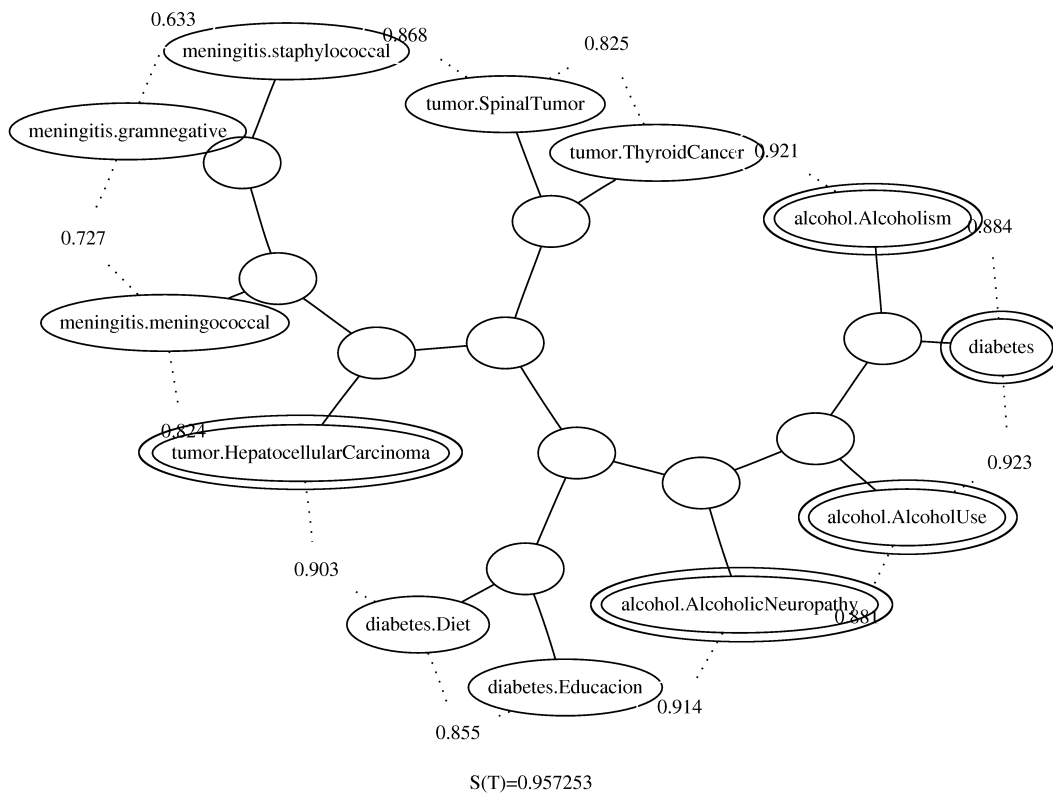 0.633
meningitis.staphylococcal
0.868
0.825
tumor.SpinalTumor
meningitis.gramnegative
tumor.ThyroidCancer
0.921
alcohol.Alcoholism
0.884
0.727
meningitis.meningococcal
diabetes
0.824
tumor.HepatocellularCarcinoma
0.923
alcohol.AlcoholUse
0.903
alcohol.AlcoholicNeuropathy
0.881
diabetes.Diet
diabetes.Educacion
0.914
0.855
S(T)=0.957253